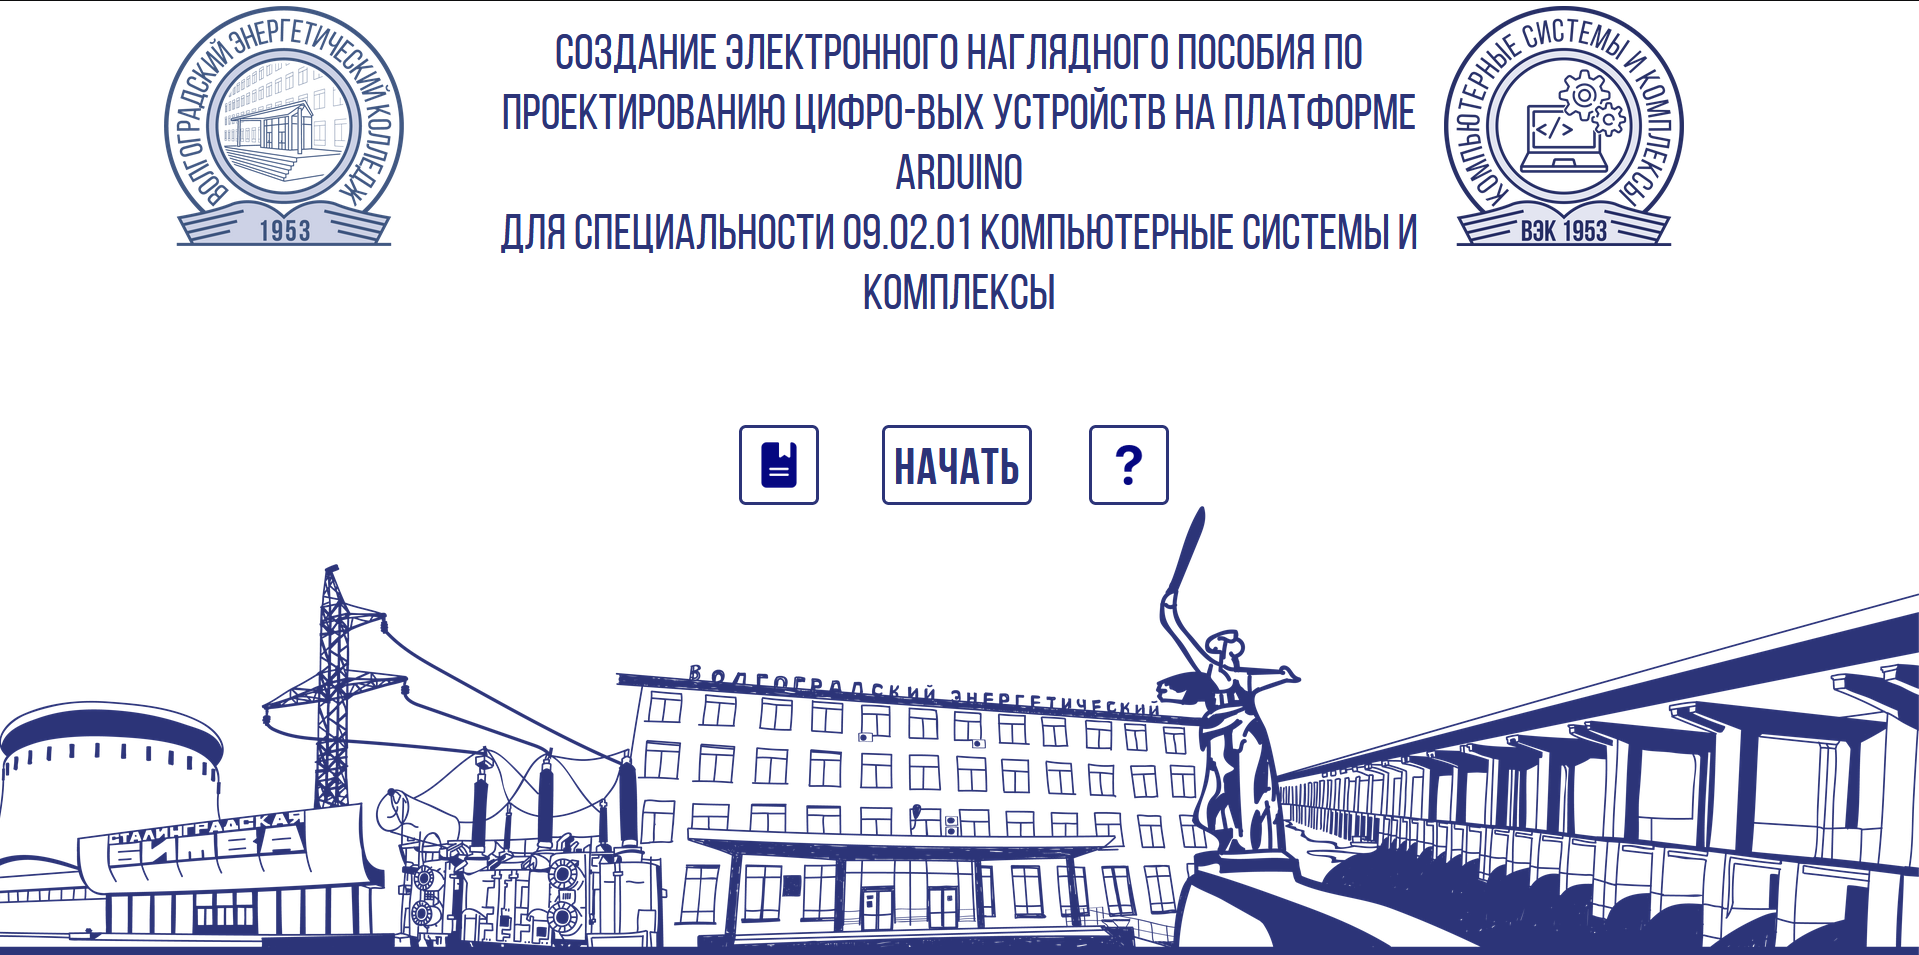 ВОЛГОГРАДСКИЙ ЭНЕРГЕТИЧЕСКИЙ КОЛЛЕДЖ
1953
СОЗДАНИЕ ЭЛЕКТРОННОГО НАГЛЯДНОГО ПОСОБИЯ ПО
ПРОЕКТИРОВАНИЮ ЦИФРО-ВЫХ УСТРОЙСТВ НА ПЛАТФОРМЕ
ARDUINO
ДЛЯ СПЕЦИАЛЬНОСТИ 09.02.01 КОМПЬЮТЕРНЫЕ СИСТЕМЫ И
КОМПЛЕКСЫ
КОМПЬЮТЕРНЫЕ СИСТЕМЫ И КОМПЛЕКСЫ
</>
ВЭК 1953
НАЧАТЬ
?
ВОЛГОГРАДСКИЙ ЭНЕРГЕТИЧЕСКИЙ
СТАЛИНГРАДСКАЯ
БИТВА